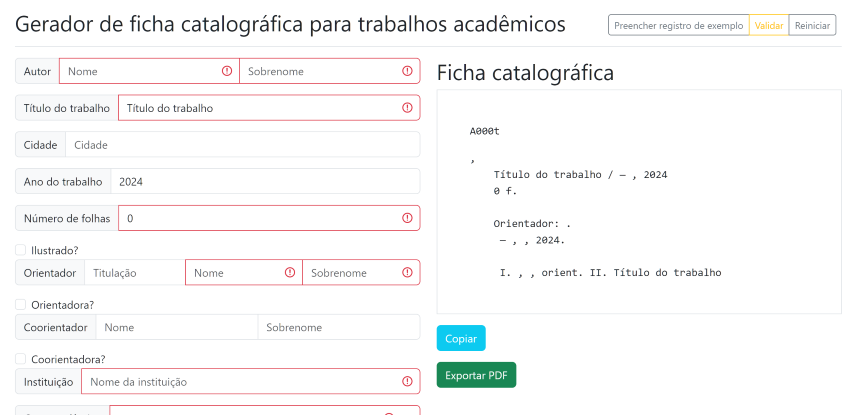 Gerador de ficha catalográfica para trabalhos acadêmicos
Preencher registro de exemplo Validar Reiniciar
Autor Nome Sobrenome
Título do trabalho Título do trabalho
Cidade Cidade
Ano do trabalho 2024
Número de folhas 0
Ilustrado?
Orientador Titulação Nome Sobrenome
Orientadora?
Coorientador Nome Sobrenome
Coorientadora?
Instituição Nome da instituição
Ficha catalográfica
A000t
,
Título do trabalho / — , 2024
0 f.
Orientador: .
— , , 2024.
I. , , orient. II. Título do trabalho
Copiar
Exportar PDF